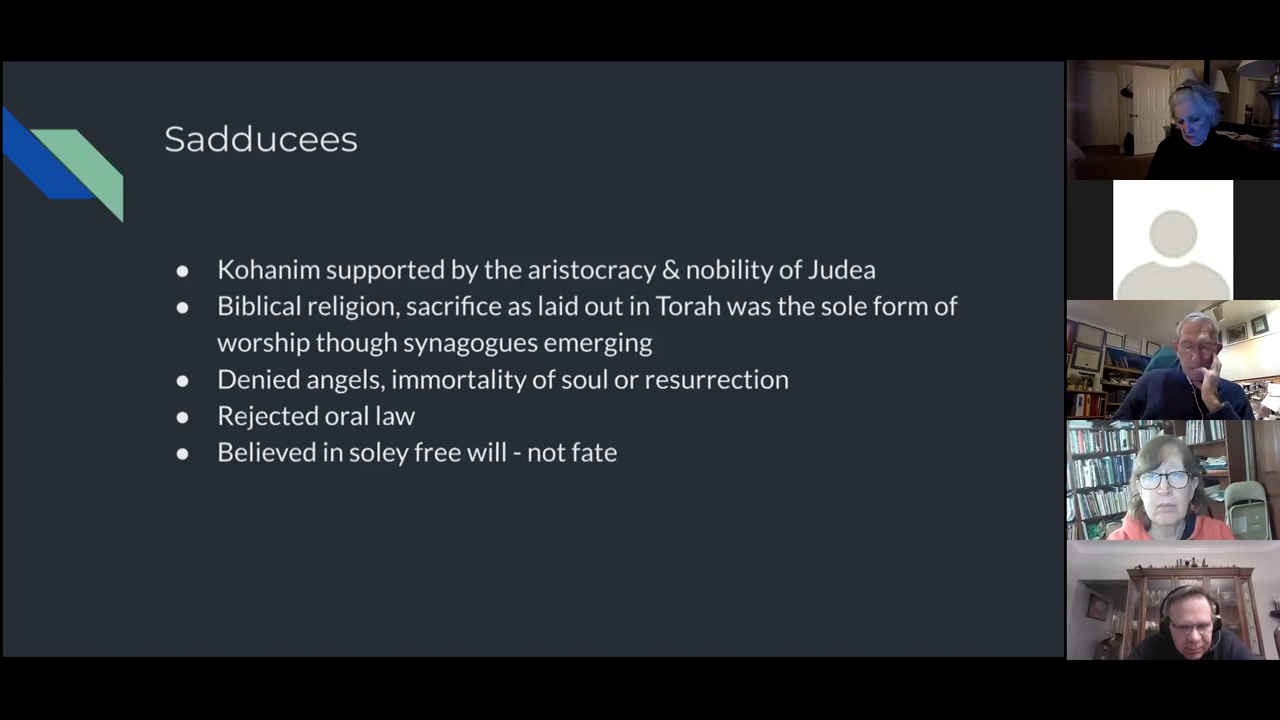 Sadducees
● Kohanim supported by the aristocracy & nobility of Judea
● Biblical religion, sacrifice as laid out in Torah was the sole form of
worship though synagogues emerging
● Denied angels, immortality of soul or resurrection
● Rejected oral law
● Believed in soley free will - not fate